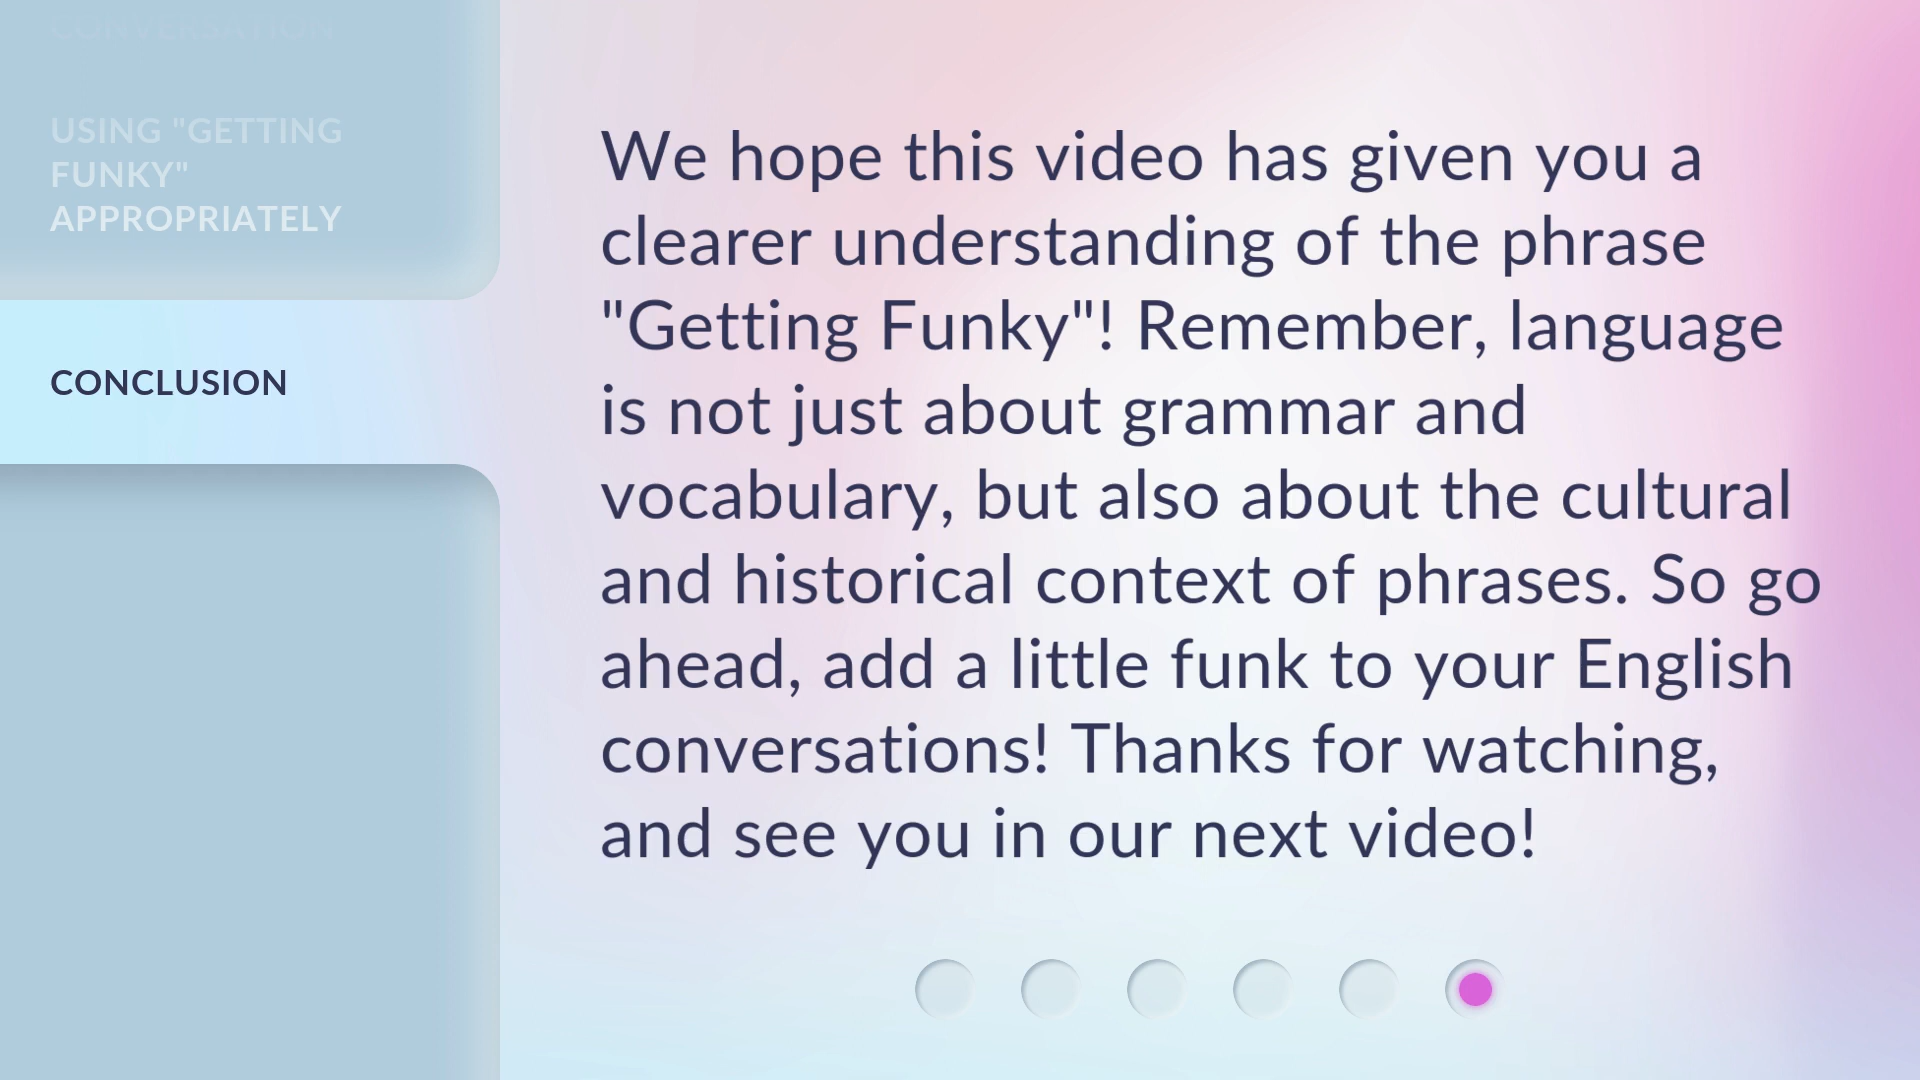 CONVERSATION
USING "GETTING
FUNKY"
APPROPRIATELY
CONCLUSION
We hope this video has given you a
clearer understanding of the phrase
"Getting Funky"! Remember, language
is not just about grammar and
vocabulary, but also about the cultural
and historical context of phrases. So go
ahead, add a little funk to your English
conversations! Thanks for watching,
and see you in our next video!